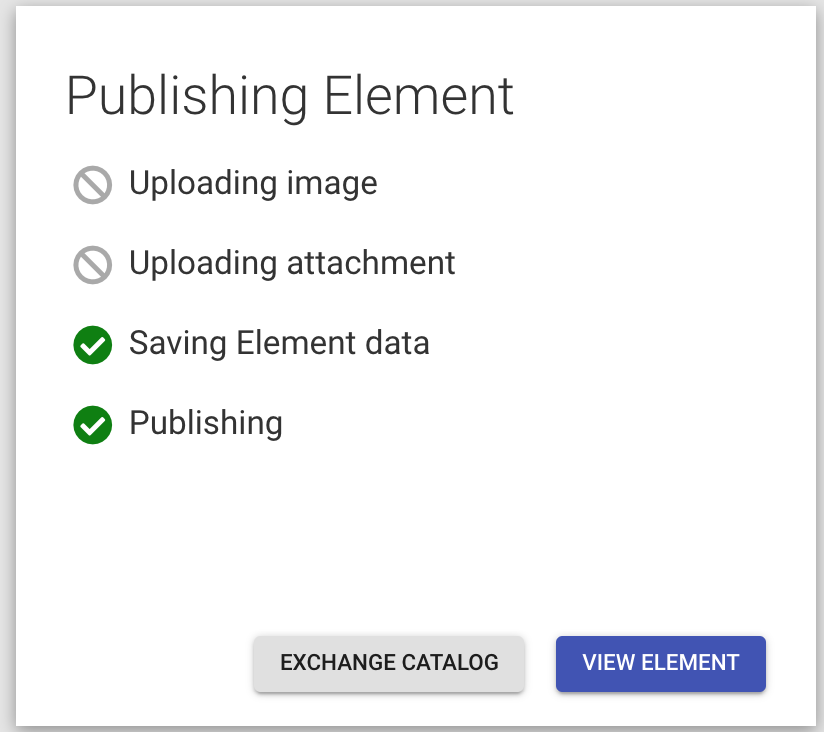 Publishing Element
Uploading image
Uploading attachment
Saving Element data
Publishing
EXCHANGE CATALOG
VIEW ELEMENT